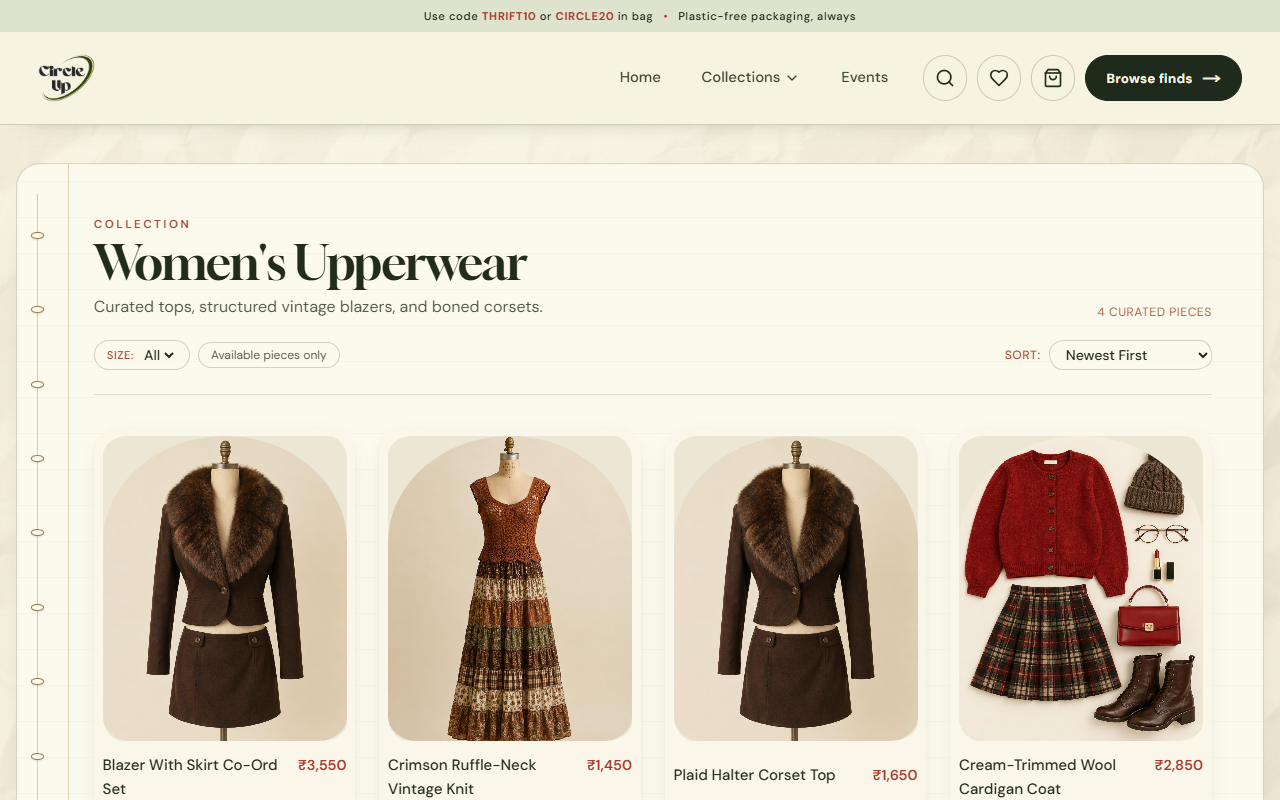 Use code THRIFT10 or CIRCLE20 in bag • Plastic-free packaging, always
Circle
Up
Home
Collections
Events
Browse finds →
COLLECTION
Women's Upperwear
Curated tops, structured vintage blazers, and boned corsets.
4 CURATED PIECES
SIZE: All
Available pieces only
SORT: Newest First
Blazer With Skirt Co-Ord
Set
₹3,550
Crimson Ruffle-Neck
Vintage Knit
₹1,450
Plaid Halter Corset Top
₹1,650
Cream-Trimmed Wool
Cardigan Coat
₹2,850